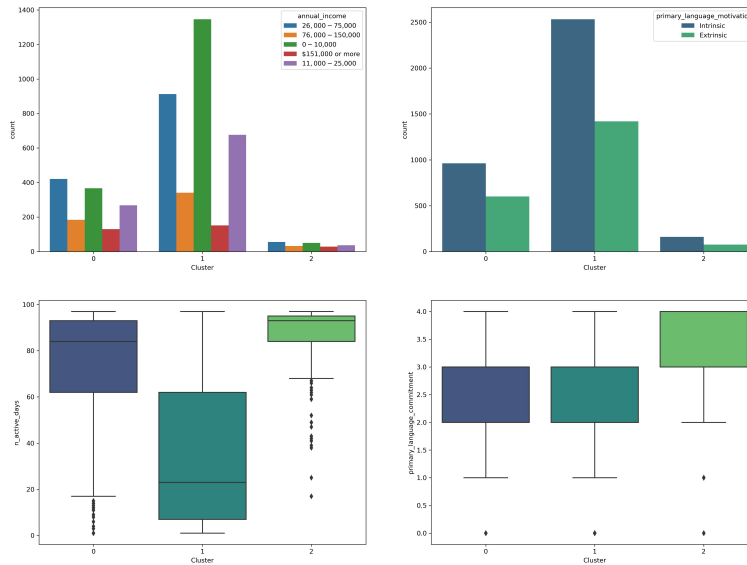 annual_income
26,000 − 75,000
76,000 − 150,000
0 − 10,000
$151,000 or more
11,000 − 25,000
1400
1200
1000
800
600
400
200
0
count
0 1 2
Cluster
primary_language_motivation
Intrinsic
Extrinsic
2500
2000
1500
1000
500
0
count
0 1 2
Cluster
100
80
60
40
20
0
n_active_days
0 1 2
Cluster
4.0
3.5
3.0
2.5
2.0
1.5
1.0
0.5
0.0
primary_language_commitment
0 1 2
Cluster